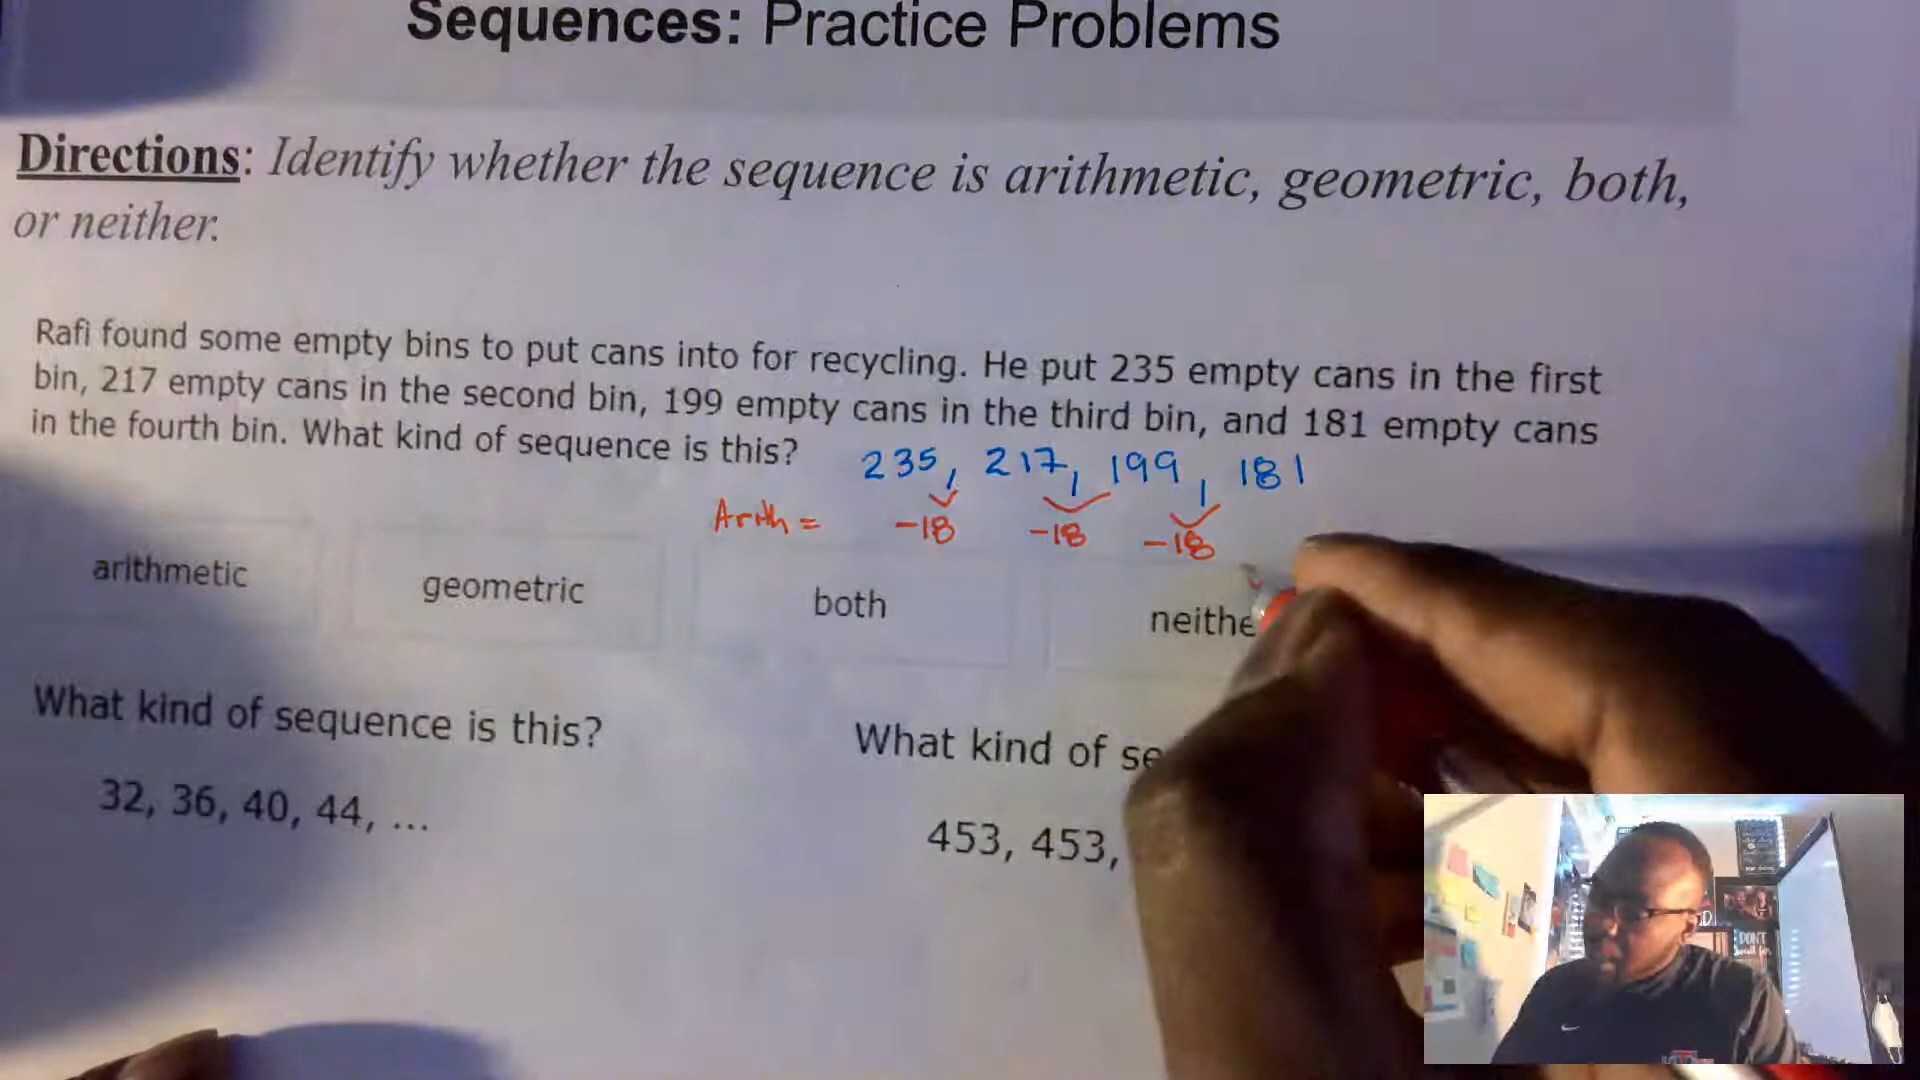 Sequences: Practice Problems
Directions: Identify whether the sequence is arithmetic, geometric, both,
or neither.
Rafi found some empty bins to put cans into for recycling. He put 235 empty cans in the first
bin, 217 empty cans in the second bin, 199 empty cans in the third bin, and 181 empty cans
in the fourth bin. What kind of sequence is this?
235, 217, 199, 181
Arith = -18 -18 -18
arithmetic geometric both neithe
What kind of sequence is this?
32, 36, 40, 44, ...
What kind of se
453, 453,
DON'T